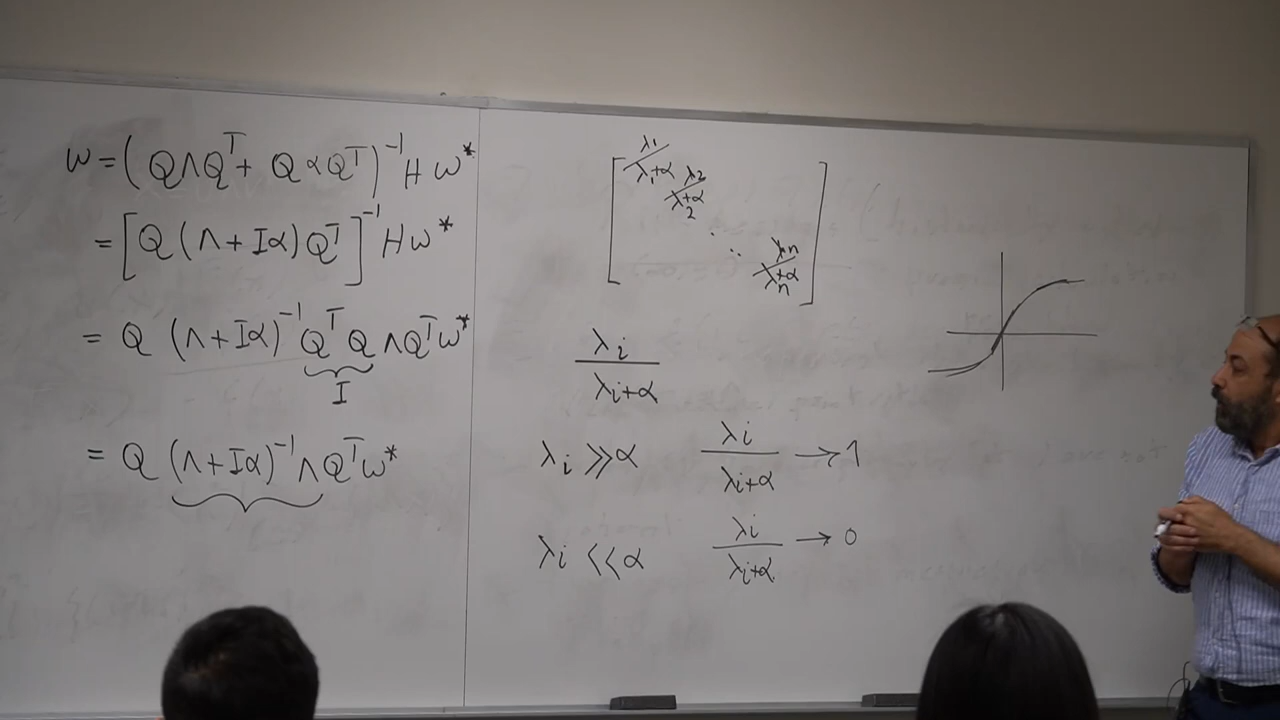 w = (QΛQᵀ + QαQᵀ)⁻¹ H w*
= [Q (Λ + Iα) Qᵀ]⁻¹ H w*
= Q (Λ + Iα)⁻¹ Qᵀ Q Λ Qᵀ w*
I
= Q (Λ + Iα)⁻¹ Λ Qᵀ w*
[ λ₁/(λ₁+α)
λ₂/(λ₂+α)
⋱
λₙ/(λₙ+α) ]
λᵢ/(λᵢ+α)
λᵢ >> α λᵢ/(λᵢ+α) → 1
λᵢ << α λᵢ/(λᵢ+α) → 0